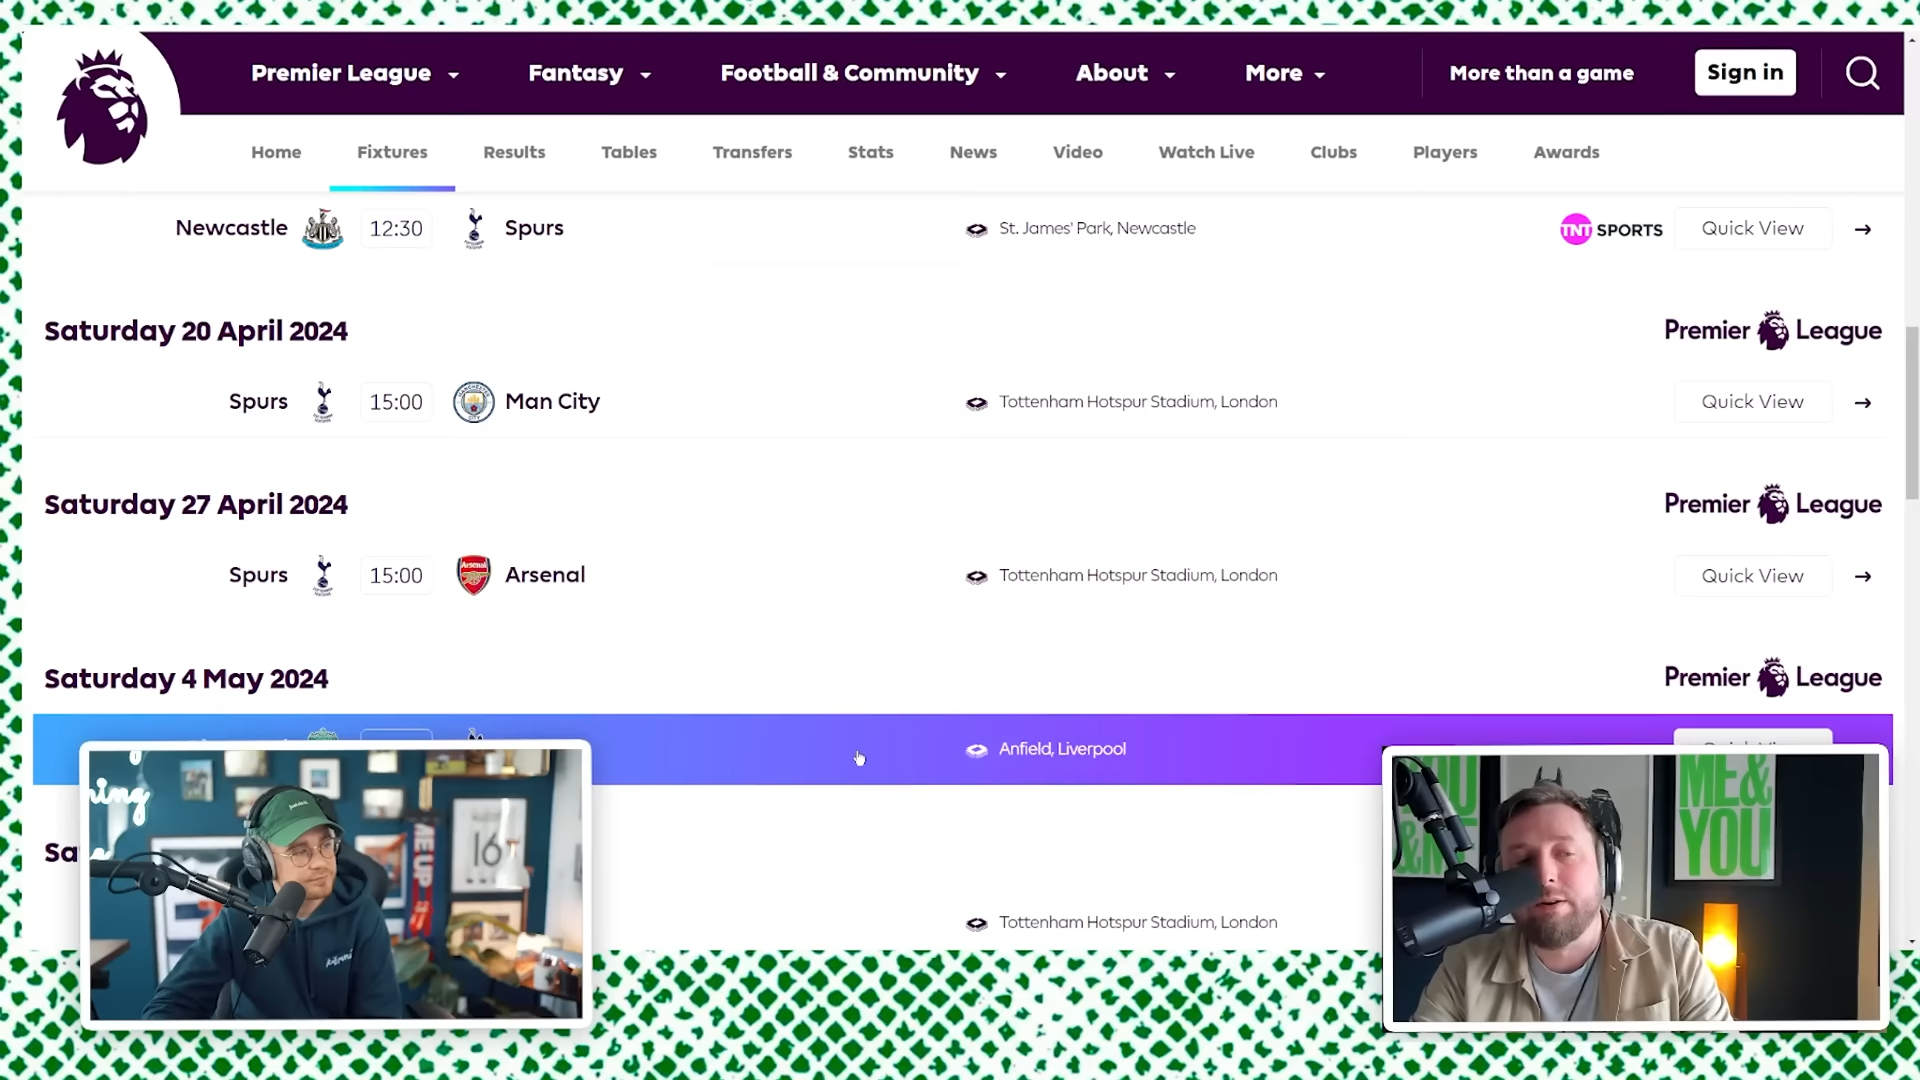 Premier League Fantasy Football & Community About More More than a game Sign in
Home Fixtures Results Tables Transfers Stats News Video Watch Live Clubs Players Awards
Newcastle 12:30 Spurs St. James' Park, Newcastle TNT SPORTS Quick View
Saturday 20 April 2024 Premier League
Spurs 15:00 Man City Tottenham Hotspur Stadium, London Quick View
Saturday 27 April 2024 Premier League
Spurs 15:00 Arsenal Tottenham Hotspur Stadium, London Quick View
Saturday 4 May 2024 Premier League
Anfield, Liverpool
Tottenham Hotspur Stadium, London
16
ME&
YOU